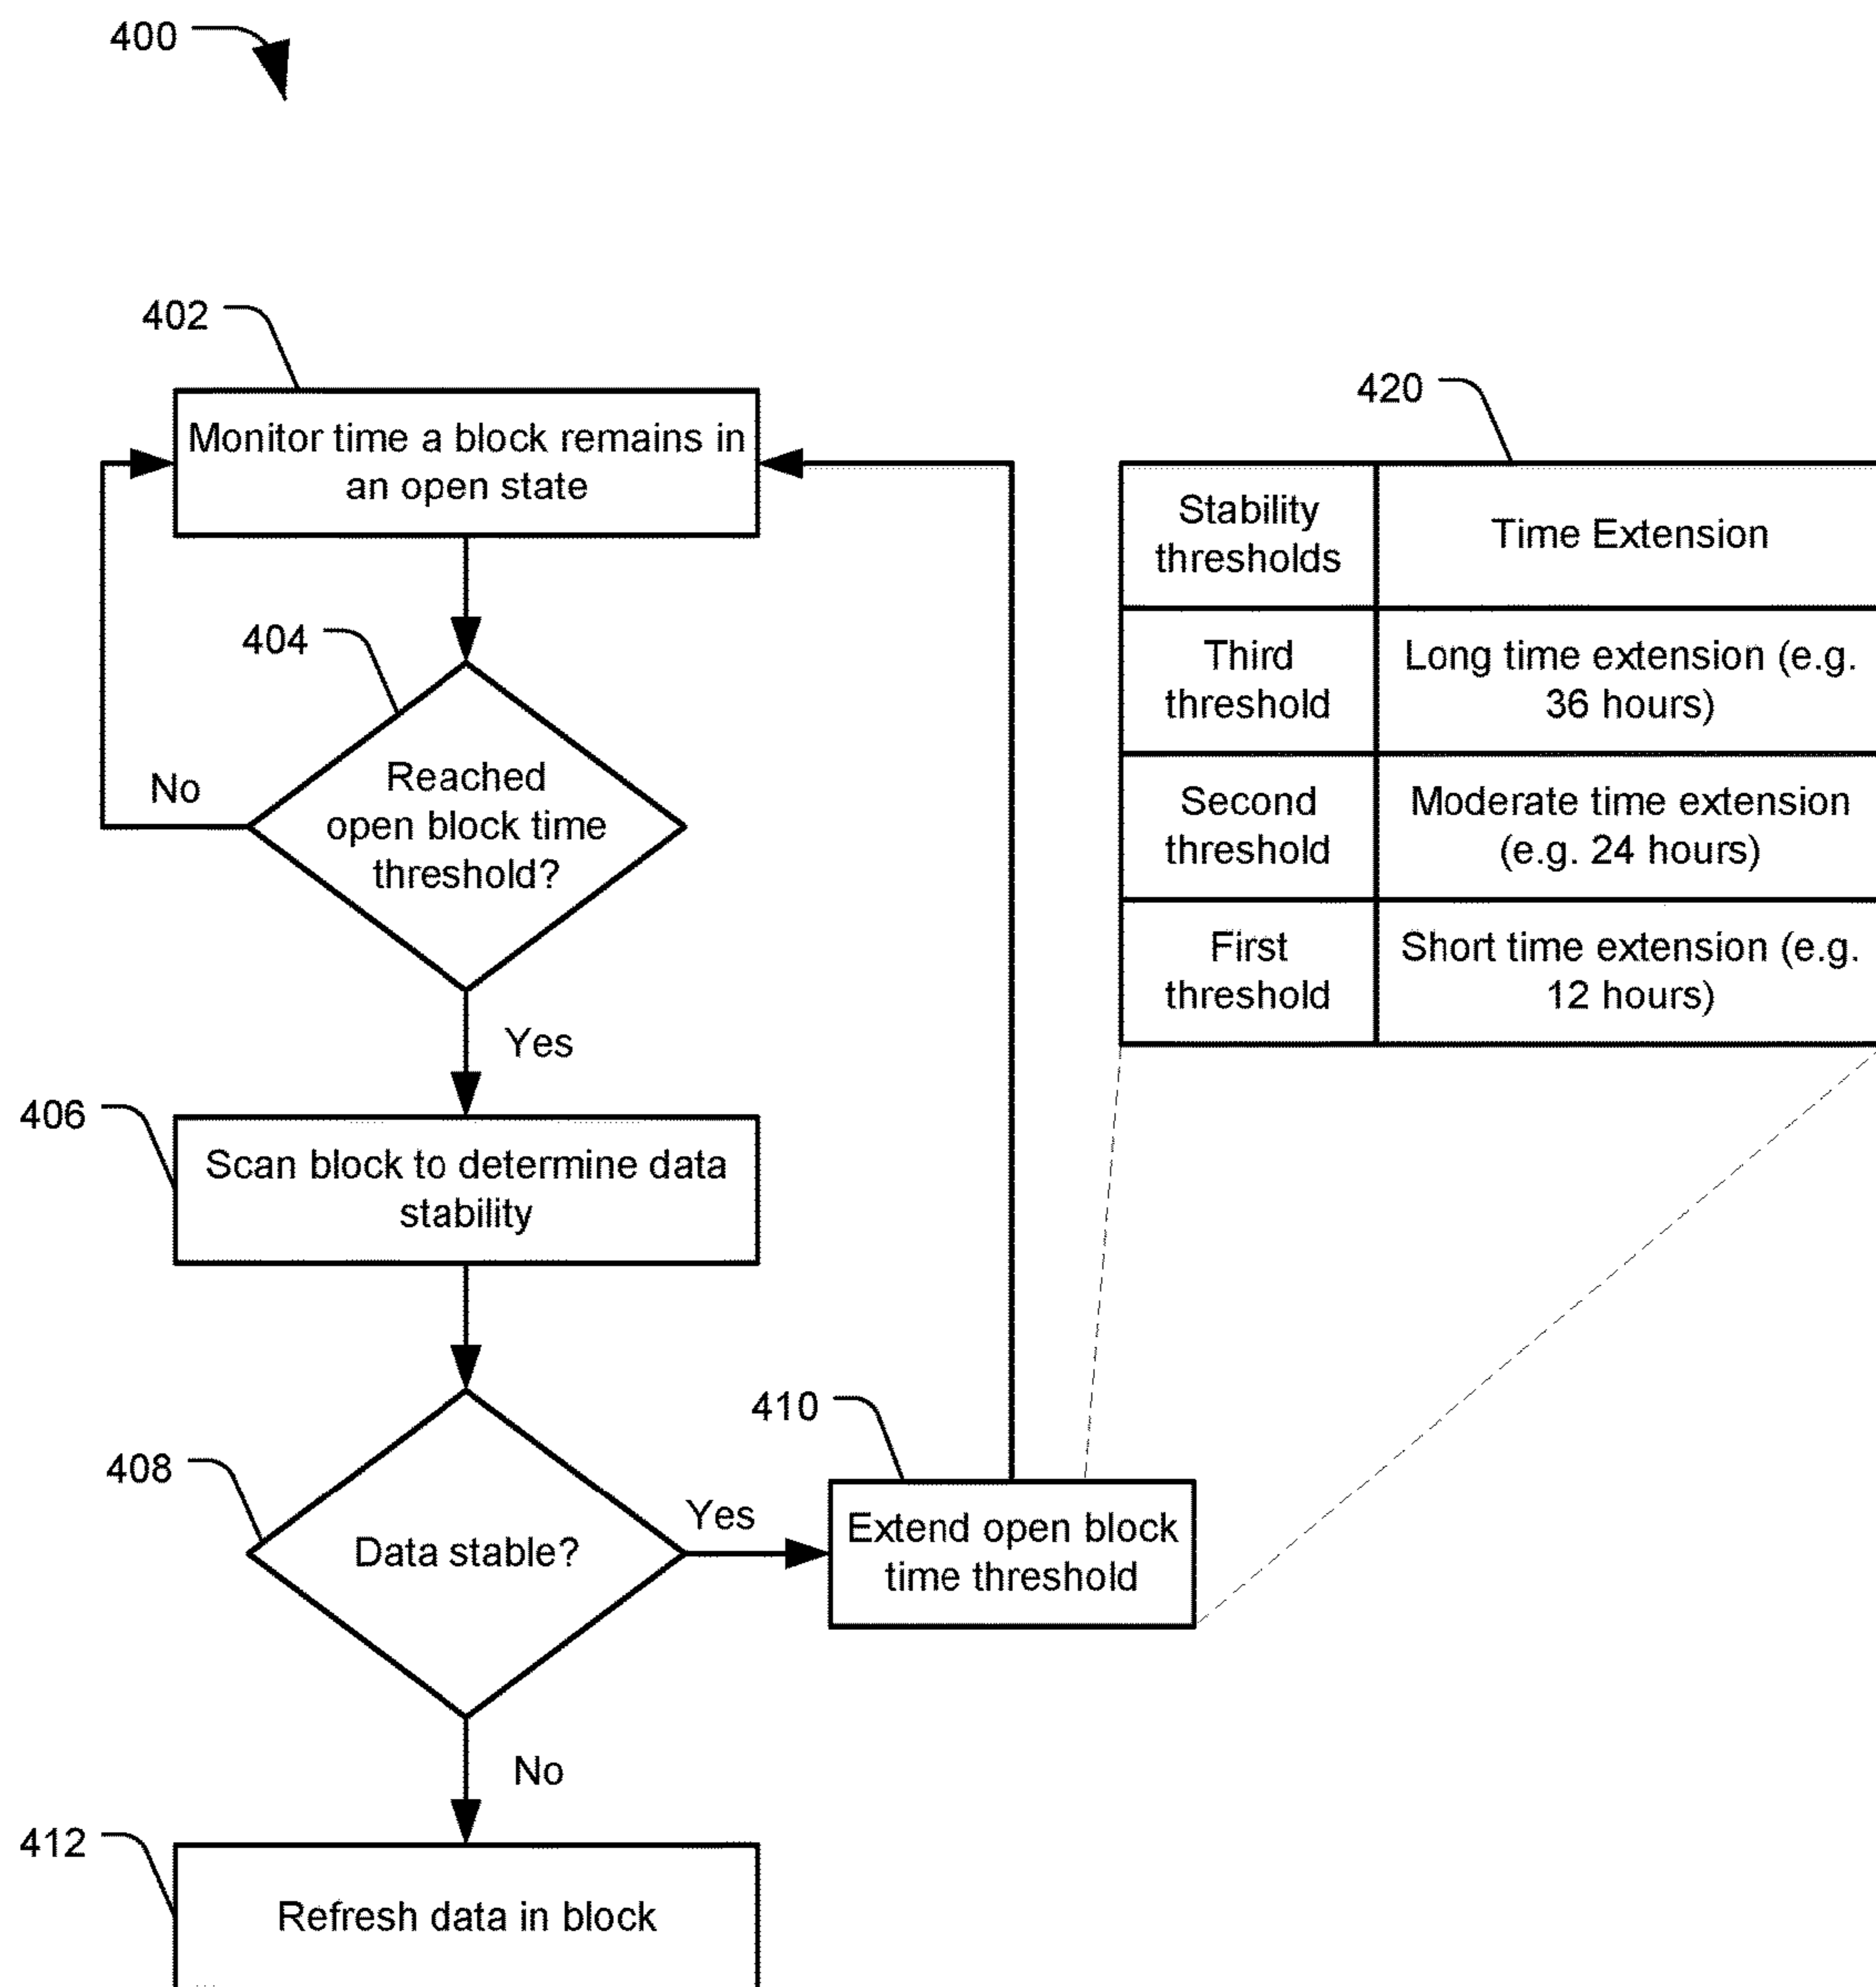 400
402
Monitor time a block remains in
an open state
404
Reached
open block time
threshold?
No
Yes
406
Scan block to determine data
stability
408
Data stable?
Yes
410
Extend open block
time threshold
No
412
Refresh data in block
420
Stability
thresholds
Time Extension
Third
threshold
Long time extension (e.g.
36 hours)
Second
threshold
Moderate time extension
(e.g. 24 hours)
First
threshold
Short time extension (e.g.
12 hours)